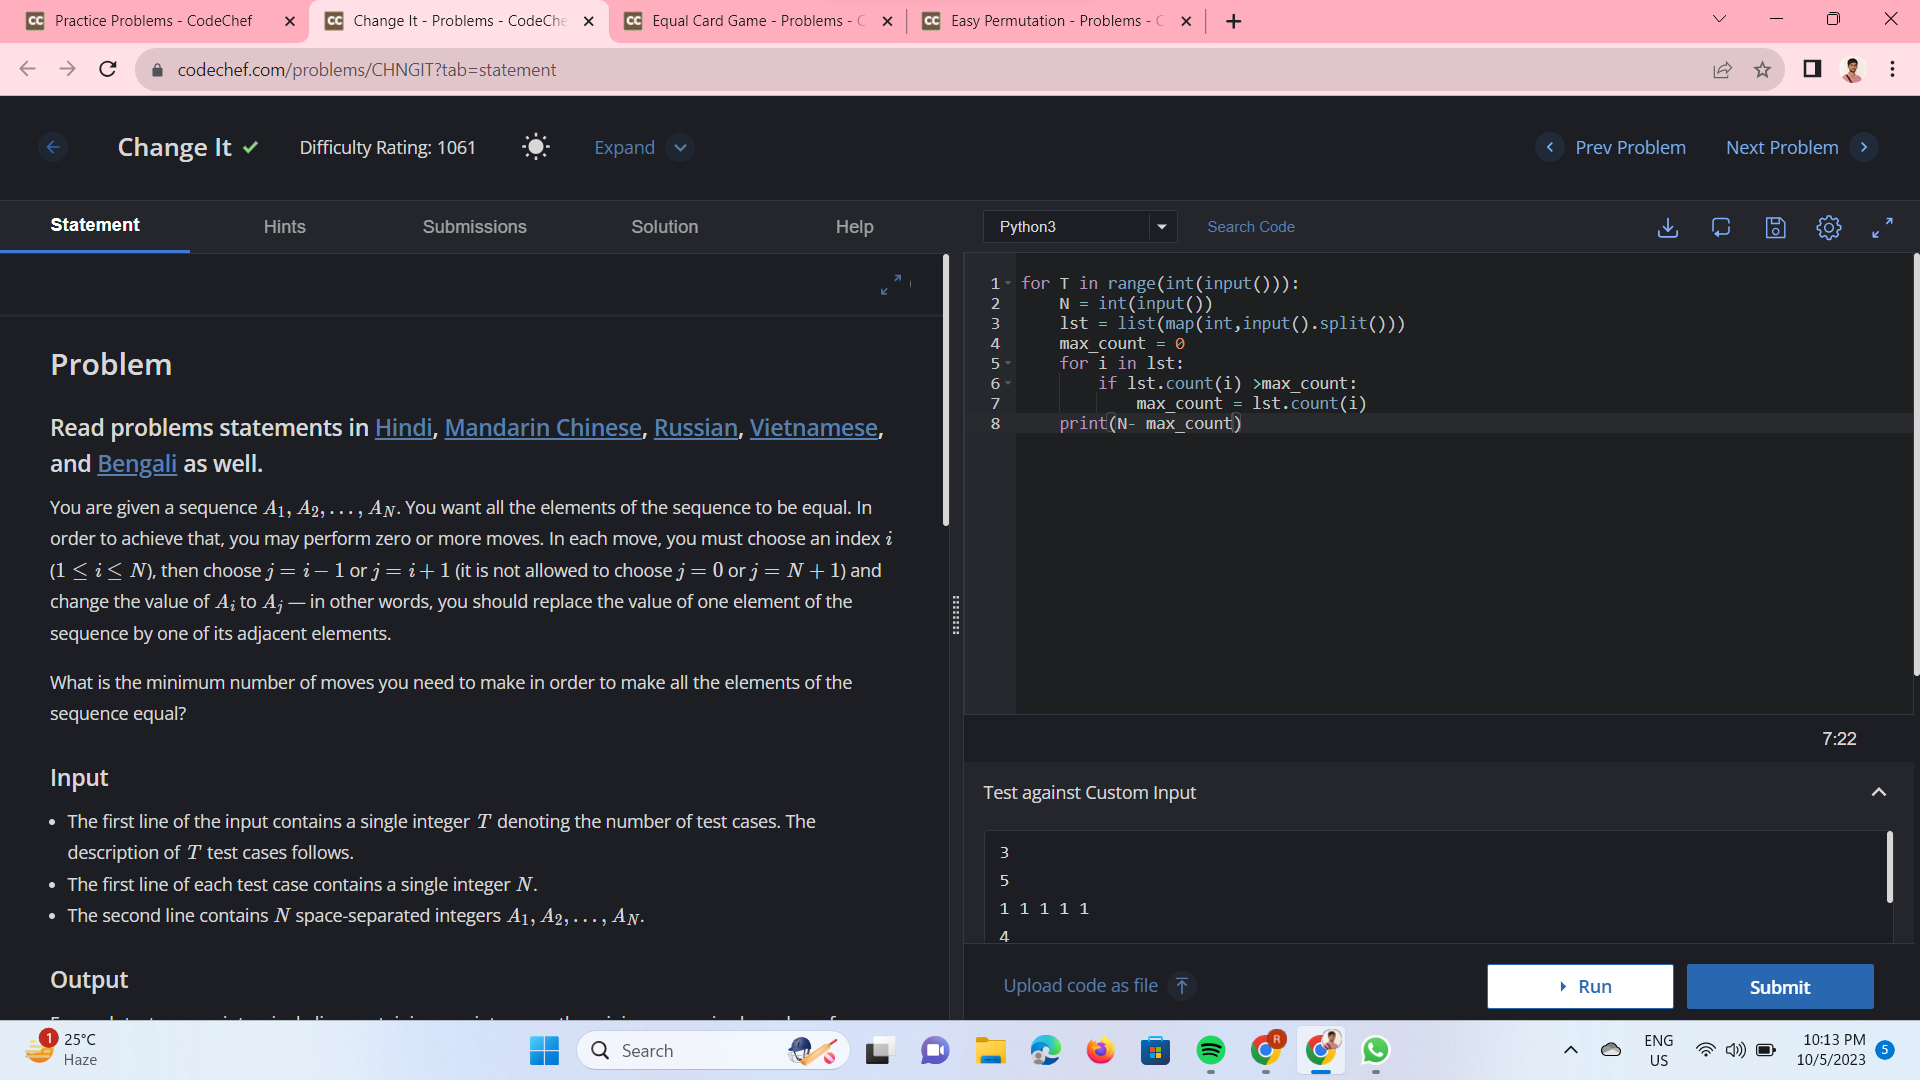 Practice Problems - CodeChef
Change It - Problems - CodeChe
Equal Card Game - Problems - C
Easy Permutation - Problems - C
codechef.com/problems/CHNGIT?tab=statement
Change It
Difficulty Rating: 1061
Expand
Prev Problem
Next Problem
Statement
Hints
Submissions
Solution
Help
Problem
Read problems statements in Hindi, Mandarin Chinese, Russian, Vietnamese,
and Bengali as well.
You are given a sequence A1, A2, . . . , AN. You want all the elements of the sequence to be equal. In
order to achieve that, you may perform zero or more moves. In each move, you must choose an index i
(1 ≤ i ≤ N), then choose j = i − 1 or j = i + 1 (it is not allowed to choose j = 0 or j = N + 1) and
change the value of Ai to Aj — in other words, you should replace the value of one element of the
sequence by one of its adjacent elements.
What is the minimum number of moves you need to make in order to make all the elements of the
sequence equal?
Input
• The first line of the input contains a single integer T denoting the number of test cases. The
description of T test cases follows.
• The first line of each test case contains a single integer N.
• The second line contains N space-separated integers A1, A2, . . . , AN.
Output
Python3
Search Code
1 for T in range(int(input())):
2     N = int(input())
3     lst = list(map(int,input().split()))
4     max_count = 0
5     for i in lst:
6         if lst.count(i) >max_count:
7             max_count = lst.count(i)
8     print(N- max_count)
7:22
Test against Custom Input
3
5
1 1 1 1 1
4
Upload code as file
Run
Submit
1
25°C
Haze
Search
R
ENG
US
10:13 PM
10/5/2023
5